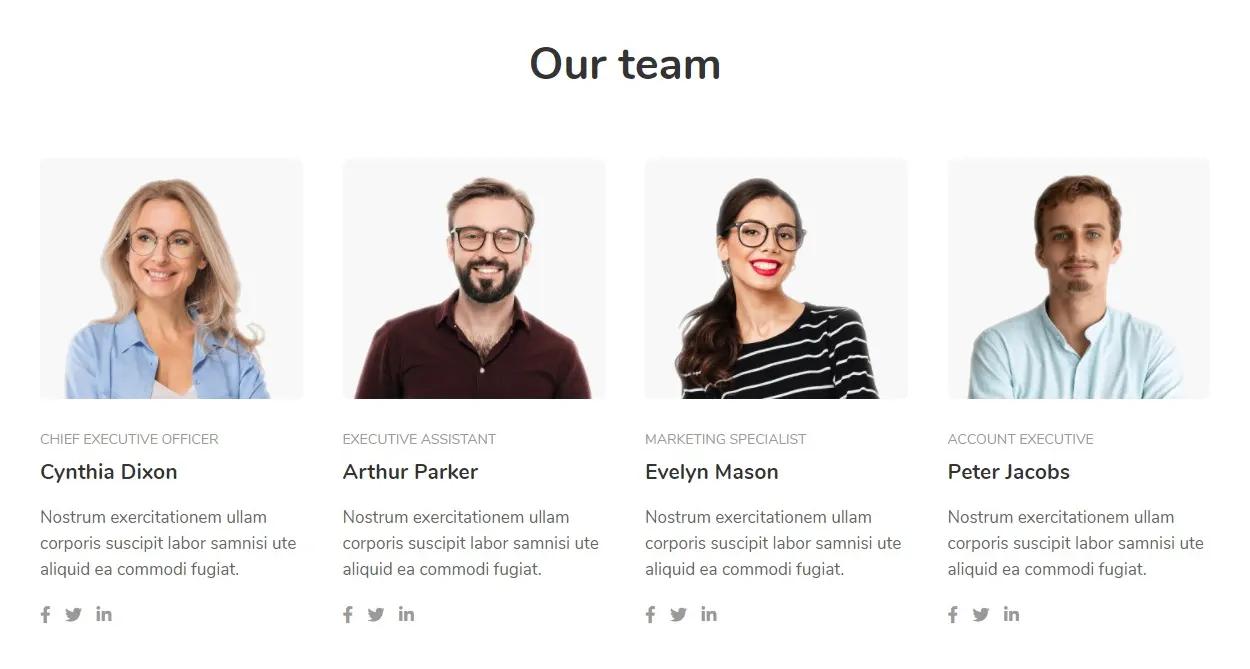 Our team
CHIEF EXECUTIVE OFFICER
Cynthia Dixon
Nostrum exercitationem ullam
corporis suscipit labor samnisi ute
aliquid ea commodi fugiat.
EXECUTIVE ASSISTANT
Arthur Parker
Nostrum exercitationem ullam
corporis suscipit labor samnisi ute
aliquid ea commodi fugiat.
MARKETING SPECIALIST
Evelyn Mason
Nostrum exercitationem ullam
corporis suscipit labor samnisi ute
aliquid ea commodi fugiat.
ACCOUNT EXECUTIVE
Peter Jacobs
Nostrum exercitationem ullam
corporis suscipit labor samnisi ute
aliquid ea commodi fugiat.